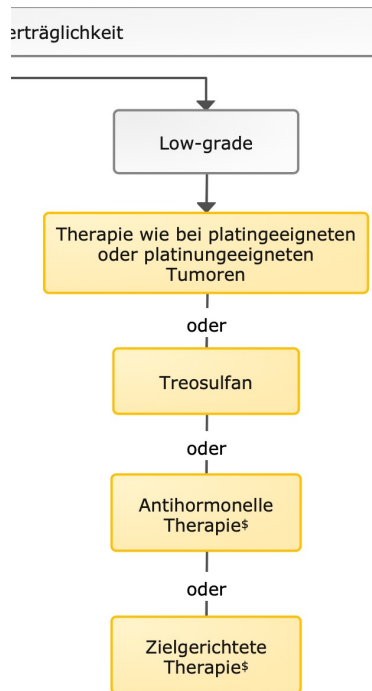 erträglichkeit
Low-grade
Therapie wie bei platingeeigneten
oder platinungeeigneten
Tumoren
oder
Treosulfan
oder
Antihormonelle
Therapie$
oder
Zielgerichtete
Therapie$